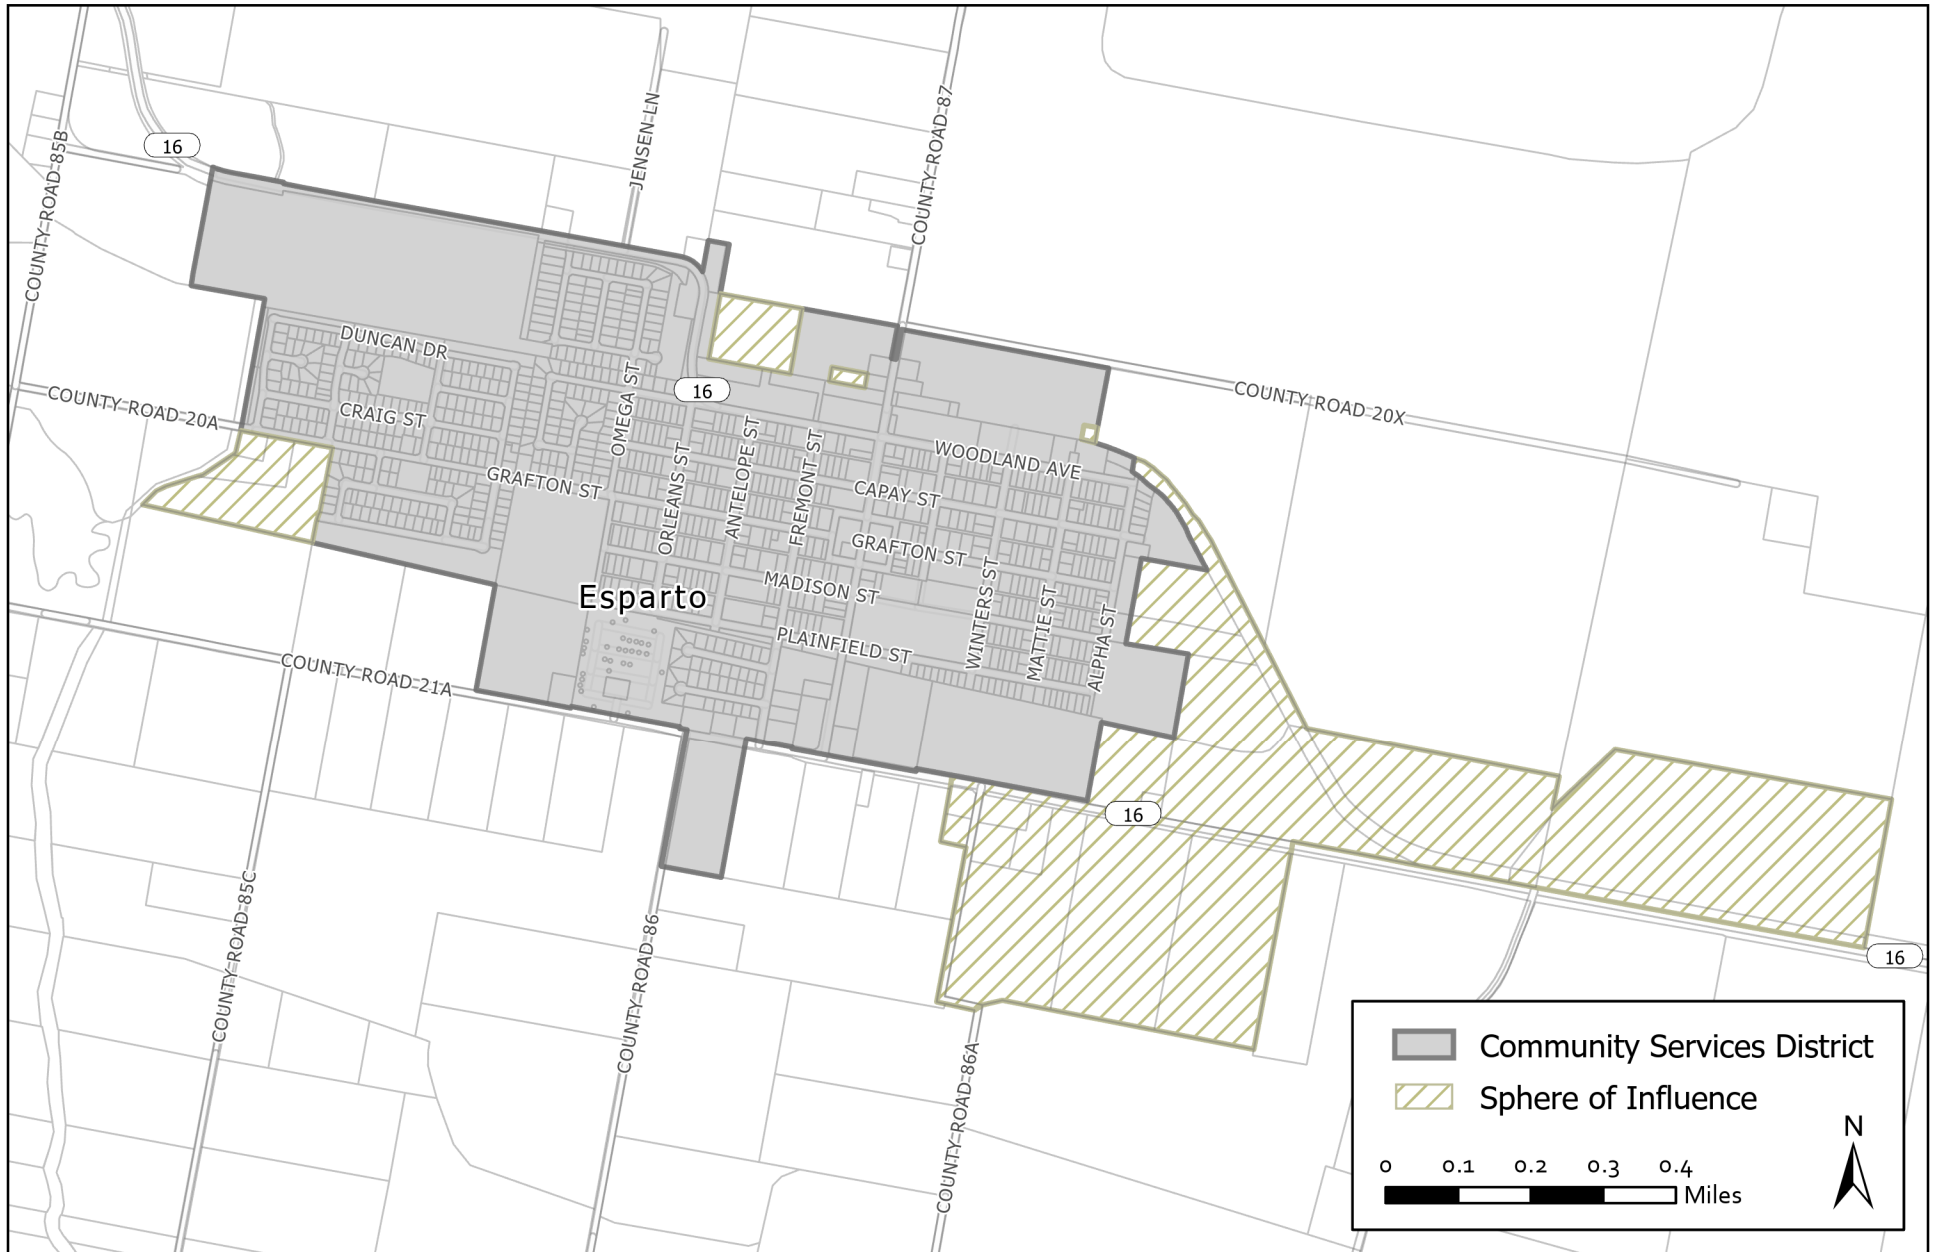 COUNTY ROAD 85B
16
JENSEN LN
COUNTY ROAD 87
DUNCAN DR
COUNTY ROAD 20A
CRAIG ST
16
OMEGA ST
COUNTY ROAD 20X
GRAFTON ST
ORLEANS ST
ANTELOPE ST
FREMONT ST
WOODLAND AVE
CAPAY ST
GRAFTON ST
Esparto
MADISON ST
WINTERS ST
MATTIE ST
ALPHA ST
PLAINFIELD ST
COUNTY ROAD 21A
16
COUNTY ROAD 85C
COUNTY ROAD 86
16
COUNTY ROAD 86A
Community Services District
Sphere of Influence
N
0 0.1 0.2 0.3 0.4
Miles